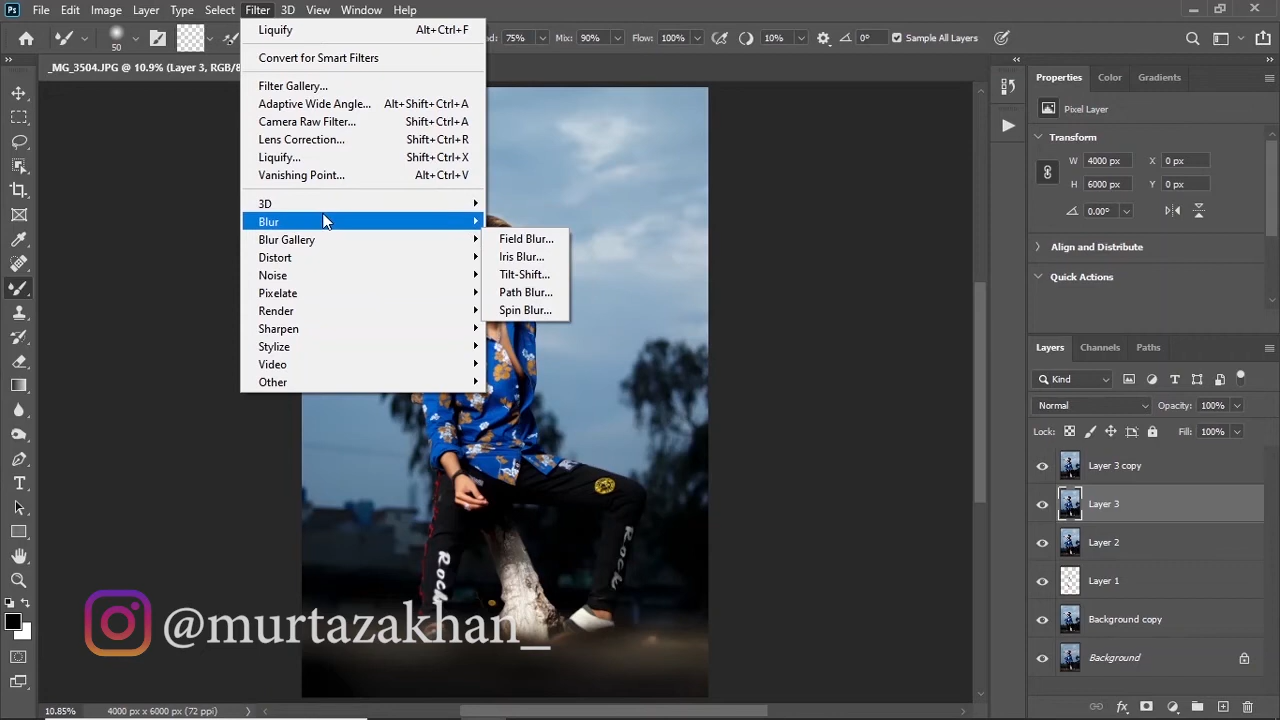 Ps File Edit Image Layer Type Select Filter 3D View Window Help
50 75% Mix: 90% Flow: 100% 10% 0° Sample All Layers
_MG_3504.JPG @ 10.9% (Layer 3, RGB/8
Liquify Alt+Ctrl+F
Convert for Smart Filters
Filter Gallery...
Adaptive Wide Angle... Alt+Shift+Ctrl+A
Camera Raw Filter... Shift+Ctrl+A
Lens Correction... Shift+Ctrl+R
Liquify... Shift+Ctrl+X
Vanishing Point... Alt+Ctrl+V
3D
Blur
Blur Gallery
Distort
Noise
Pixelate
Render
Sharpen
Stylize
Video
Other
Field Blur...
Iris Blur...
Tilt-Shift...
Path Blur...
Spin Blur...
Properties Color Gradients
Pixel Layer
Transform
W 4000 px X 0 px
H 6000 px Y 0 px
0.00°
Align and Distribute
Quick Actions
Layers Channels Paths
Kind
Normal Opacity: 100%
Lock: Fill: 100%
Layer 3 copy
Layer 3
Layer 2
Layer 1
Background copy
Background
Rock
Rock
@murtazakhan_
10.85% 4000 px x 6000 px (72 ppi)